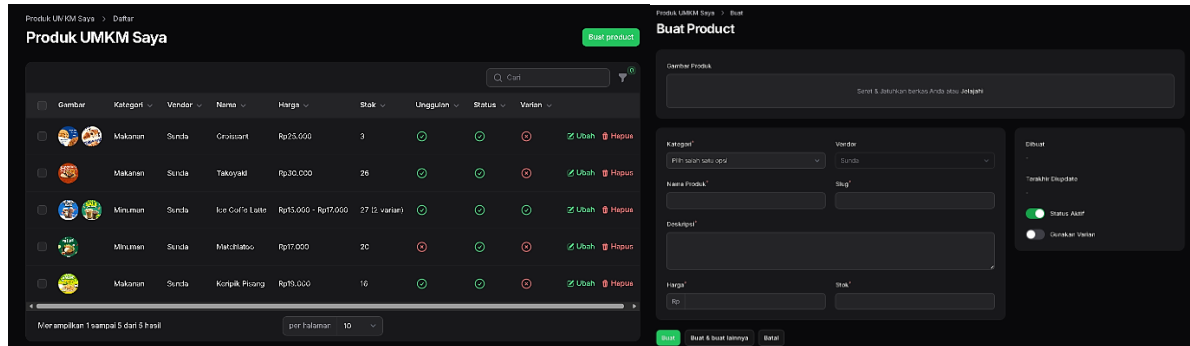 Produk UMKM Saya > Daftar
Produk UMKM Saya
Buat product
Cari
0
Gambar Kategori Vendor Nama Harga Stok Unggulan Status Varian
Makanan Sunda Croissant Rp25.000 3 Ubah Hapus
Makanan Sunda Takoyaki Rp30.000 26 Ubah Hapus
Minuman Sunda Ice Coffe Latte Rp15.000 - Rp17.000 27 (2 varian) Ubah Hapus
Minuman Sunda Rp17.000 20 Ubah Hapus
Makanan Sunda Keripik Pisang Rp19.000 16 Ubah Hapus
Menampilkan 1 sampai 5 dari 5 hasil
per halaman 10
Produk UMKM Saya > Buat
Buat Product
Gambar Produk
Seret & Jatuhkan berkas Anda atau Jelajahi
Kategori* Vendor
Pilih salah satu opsi Sunda
Nama Produk* Slug*
Deskripsi*
Harga* Stok*
Rp
Dibuat
-
Terakhir Diupdate
-
Status Aktif*
Gunakan Varian
Buat Buat & buat lainnya Batal